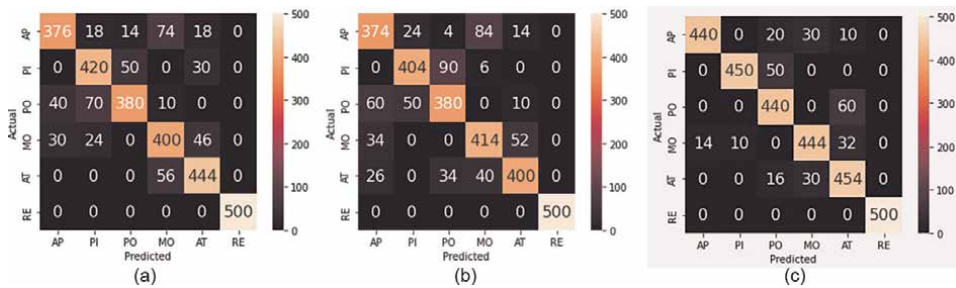 AP 376 18 14 74 18 0
PI 0 420 50 0 30 0
PO 40 70 380 10 0 0
MO 30 24 0 400 46 0
AT 0 0 0 56 444 0
RE 0 0 0 0 0 500
AP PI PO MO AT RE
Actual
Predicted
500
400
300
200
100
0
(a)
AP 374 24 4 84 14 0
PI 0 404 90 6 0 0
PO 60 50 380 0 10 0
MO 34 0 0 414 52 0
AT 26 0 34 40 400 0
RE 0 0 0 0 0 500
AP PI PO MO AT RE
Actual
Predicted
500
400
300
200
100
0
(b)
AP 440 0 20 30 10 0
PI 0 450 50 0 0 0
PO 0 0 440 0 60 0
MO 14 10 0 444 32 0
AT 0 0 16 30 454 0
RE 0 0 0 0 0 500
AP PI PO MO AT RE
Actual
Predicted
500
400
300
200
100
0
(c)